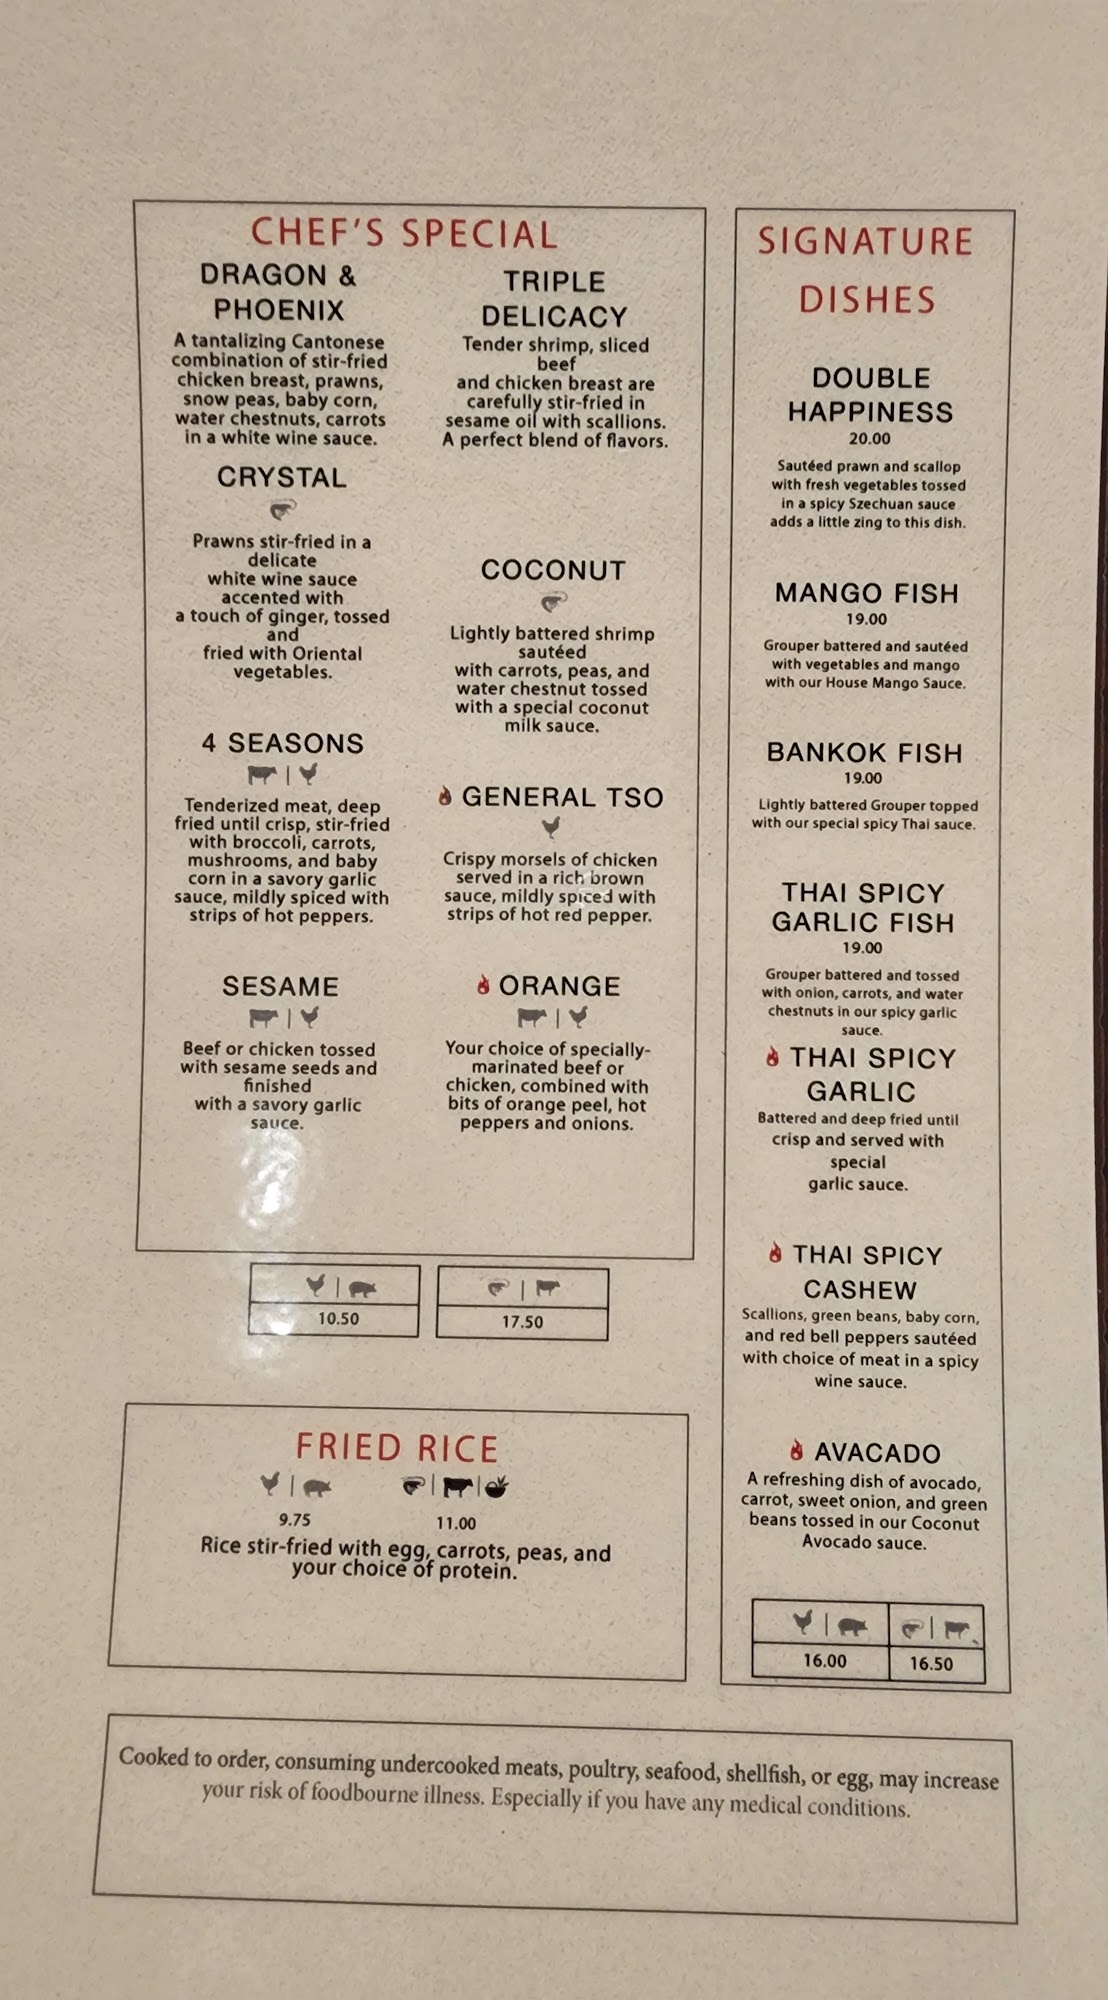 CHEF'S SPECIAL
DRAGON &
PHOENIX
A tantalizing Cantonese
combination of stir-fried
chicken breast, prawns,
snow peas, baby corn,
water chestnuts, carrots
in a white wine sauce.
CRYSTAL
Prawns stir-fried in a
delicate
white wine sauce
accented with
a touch of ginger, tossed
and
fried with Oriental
vegetables.
4 SEASONS
Tenderized meat, deep
fried until crisp, stir-fried
with broccoli, carrots,
mushrooms, and baby
corn in a savory garlic
sauce, mildly spiced with
strips of hot peppers.
SESAME
Beef or chicken tossed
with sesame seeds and
finished
with a savory garlic
sauce.
TRIPLE
DELICACY
Tender shrimp, sliced
beef
and chicken breast are
carefully stir-fried in
sesame oil with scallions.
A perfect blend of flavors.
COCONUT
Lightly battered shrimp
sautéed
with carrots, peas, and
water chestnut tossed
with a special coconut
milk sauce.
GENERAL TSO
Crispy morsels of chicken
served in a rich brown
sauce, mildly spiced with
strips of hot red pepper.
ORANGE
Your choice of specially-
marinated beef or
chicken, combined with
bits of orange peel, hot
peppers and onions.
10.50
17.50
FRIED RICE
9.75
11.00
Rice stir-fried with egg, carrots, peas, and
your choice of protein.
SIGNATURE
DISHES
DOUBLE
HAPPINESS
20.00
Sautéed prawn and scallop
with fresh vegetables tossed
in a spicy Szechuan sauce
adds a little zing to this dish.
MANGO FISH
19.00
Grouper battered and sautéed
with vegetables and mango
with our House Mango Sauce.
BANKOK FISH
19.00
Lightly battered Grouper topped
with our special spicy Thai sauce.
THAI SPICY
GARLIC FISH
19.00
Grouper battered and tossed
with onion, carrots, and water
chestnuts in our spicy garlic
sauce.
THAI SPICY
GARLIC
Battered and deep fried until
crisp and served with
special
garlic sauce.
THAI SPICY
CASHEW
Scallions, green beans, baby corn,
and red bell peppers sautéed
with choice of meat in a spicy
wine sauce.
AVACADO
A refreshing dish of avocado,
carrot, sweet onion, and green
beans tossed in our Coconut
Avocado sauce.
16.00
16.50
Cooked to order, consuming undercooked meats, poultry, seafood, shellfish, or egg, may increase
your risk of foodbourne illness. Especially if you have any medical conditions.